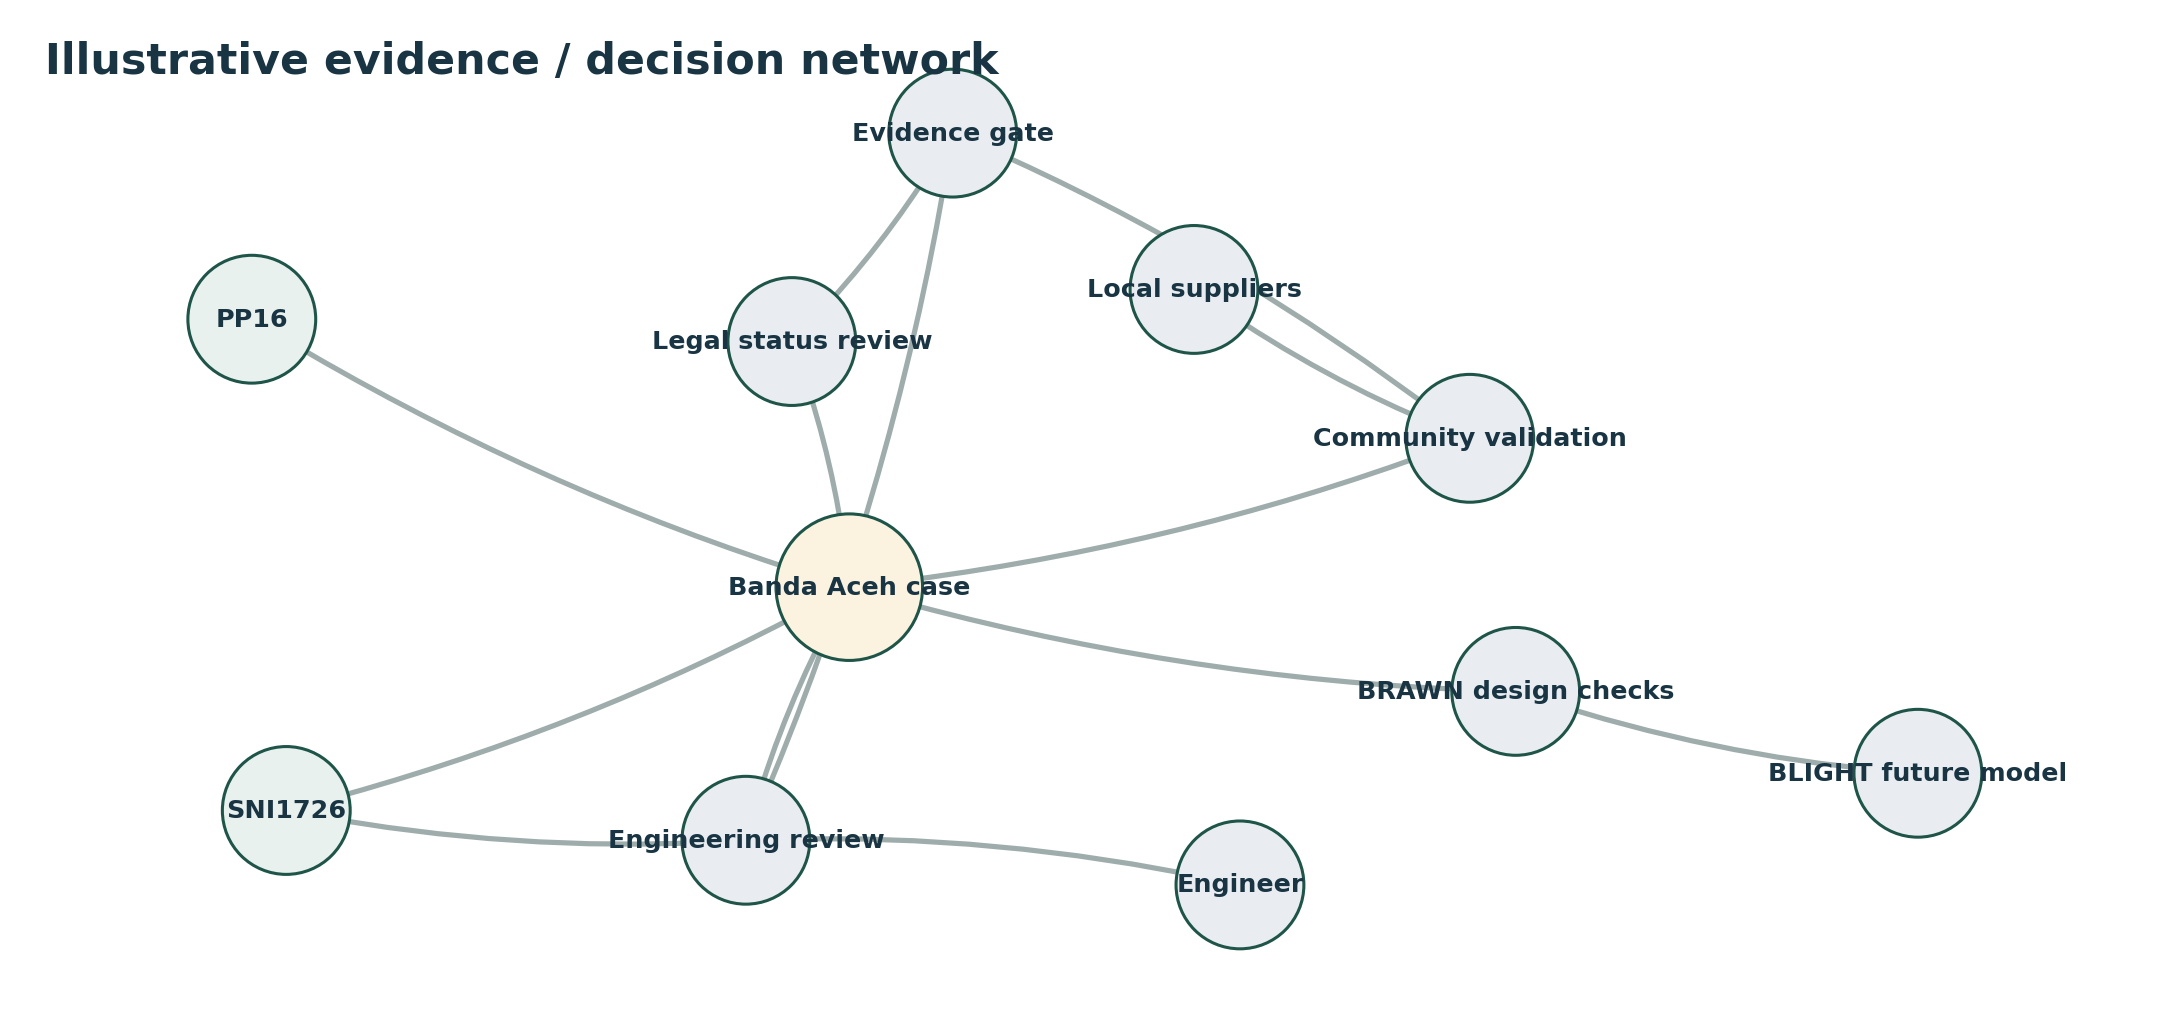 Illustrative evidence / decision network
Evidence gate
Local suppliers
PP16
Legal status review
Community validation
Banda Aceh case
BRAWN design checks
BLIGHT future model
SNI1726
Engineering review
Engineer